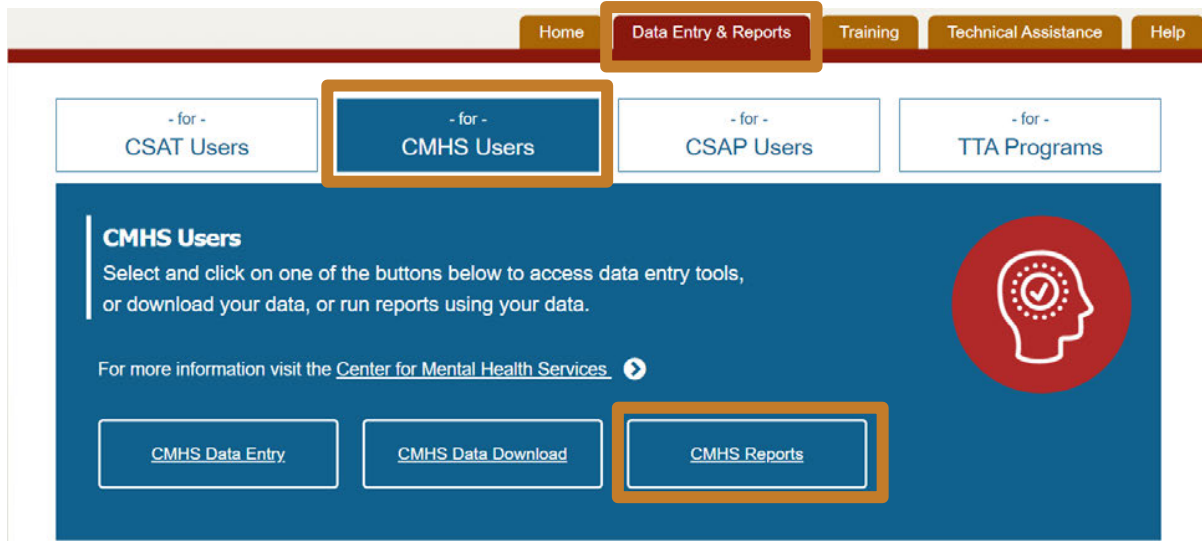 Home Data Entry & Reports Training Technical Assistance Help
- for - - for - - for - - for -
CSAT Users CMHS Users CSAP Users TTA Programs
CMHS Users
Select and click on one of the buttons below to access data entry tools,
or download your data, or run reports using your data.
For more information visit the Center for Mental Health Services
CMHS Data Entry CMHS Data Download CMHS Reports